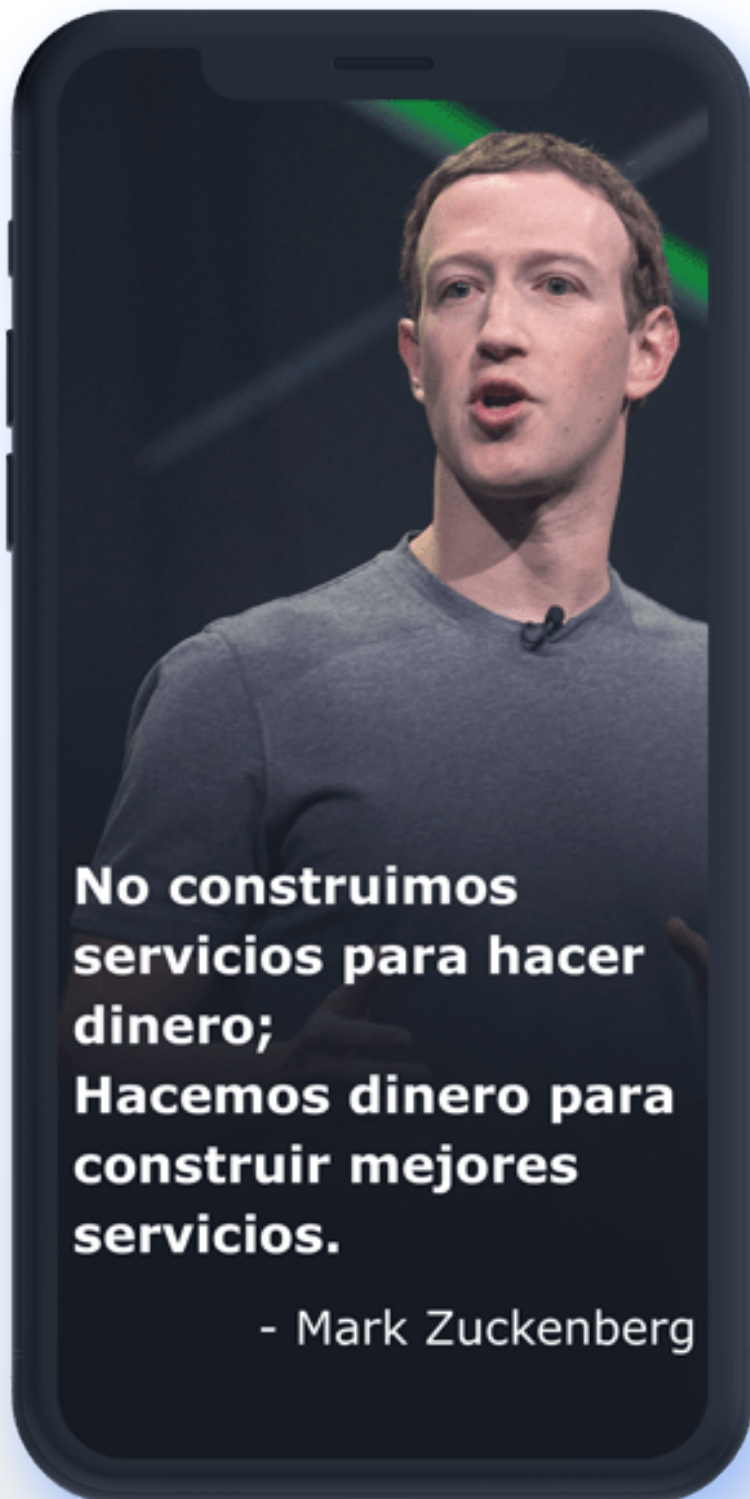 No construimos
servicios para hacer
dinero;
Hacemos dinero para
construir mejores
servicios.
- Mark Zuckenberg